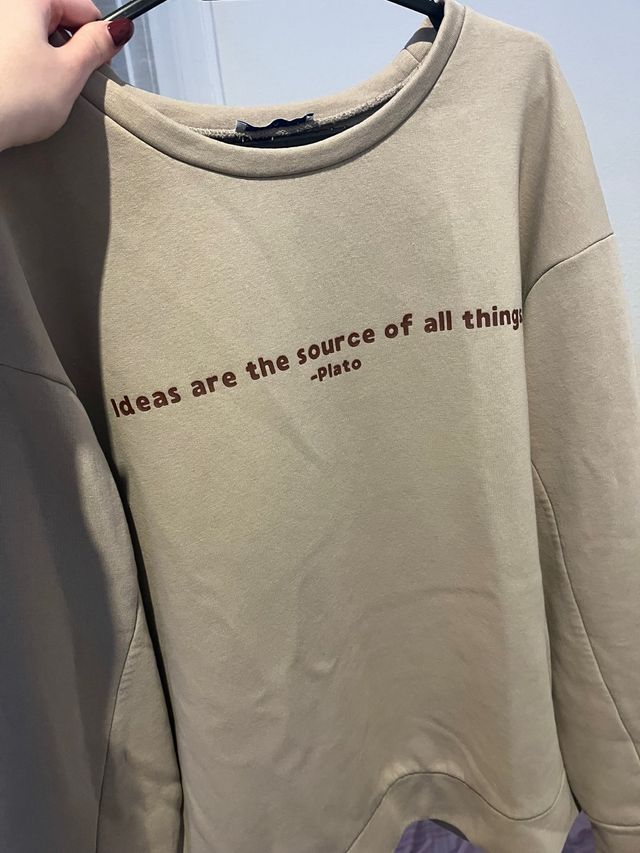 Ideas are the source of all things
-Plato